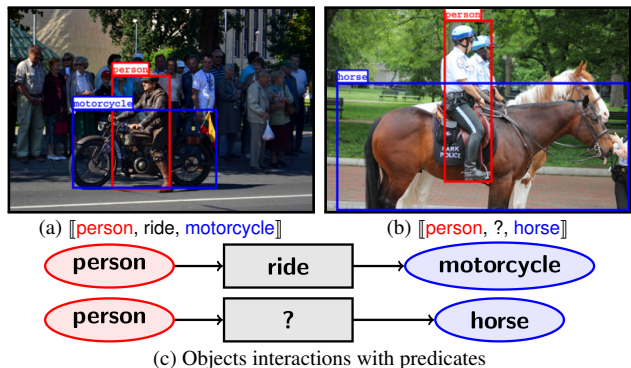 person
motorcycle
person
horse
PARK
POLICE
(a) ⟦person, ride, motorcycle⟧
(b) ⟦person, ?, horse⟧
person
ride
motorcycle
person
?
horse
(c) Objects interactions with predicates